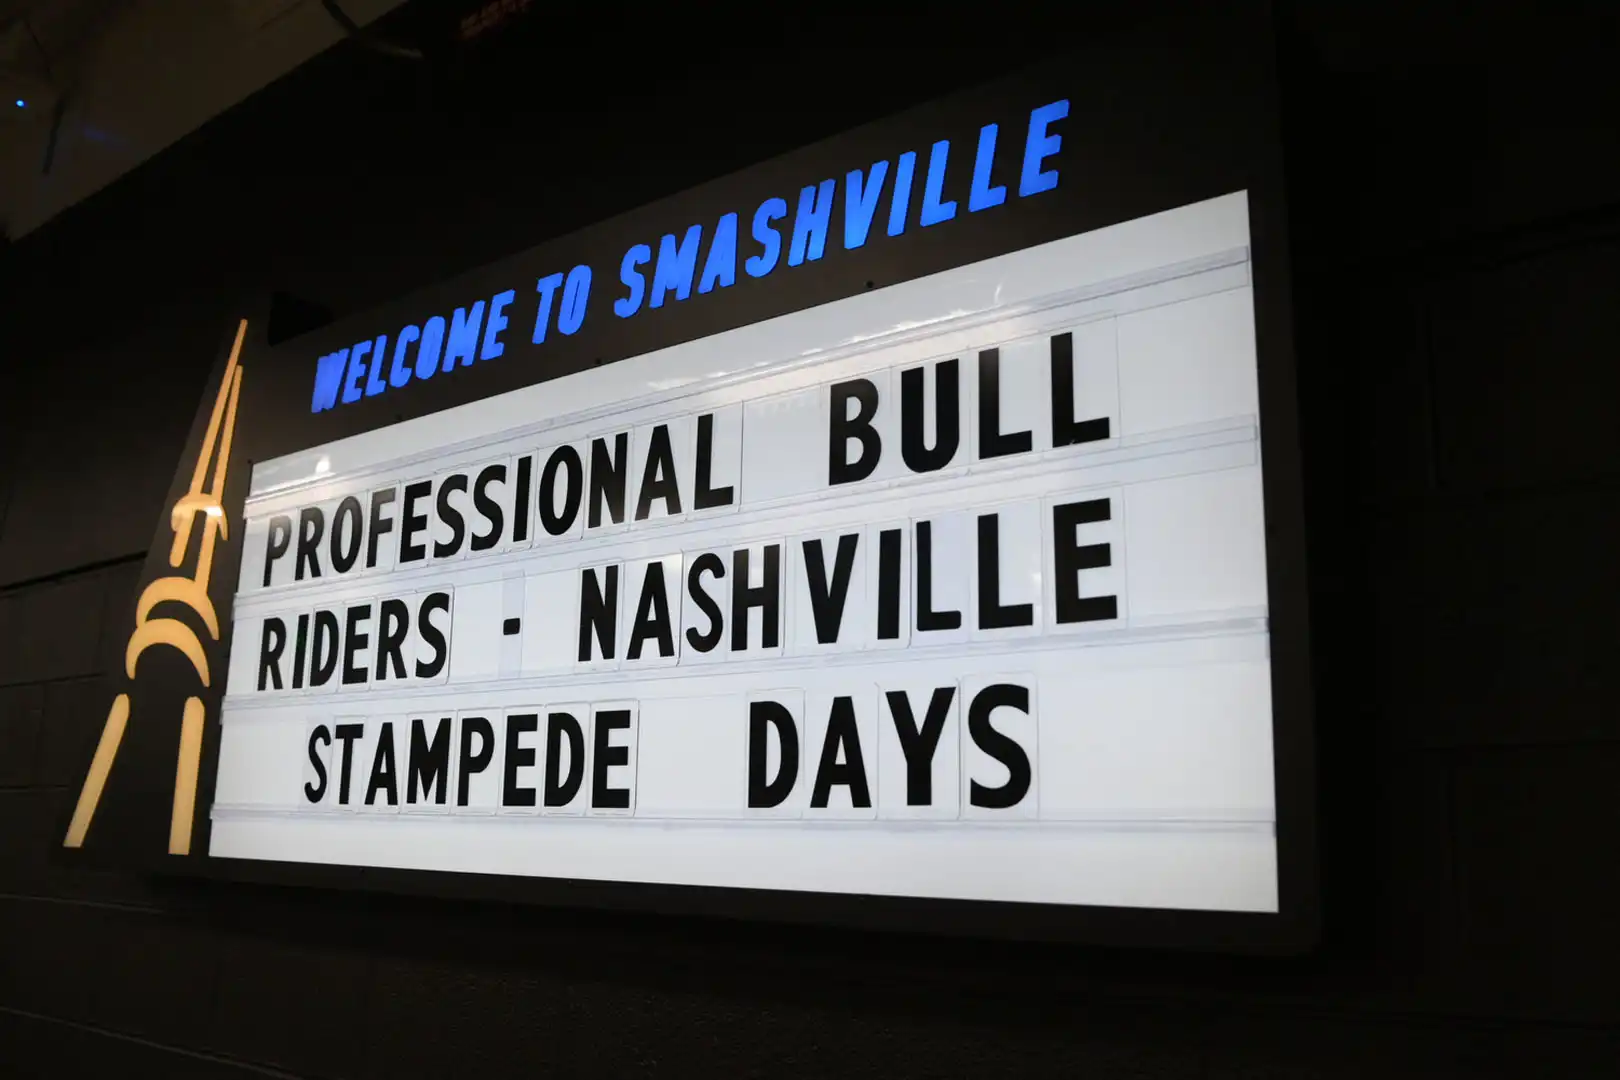 WELCOME TO SMASHVILLE
PROFESSIONAL BULL
RIDERS - NASHVILLE
STAMPEDE DAYS